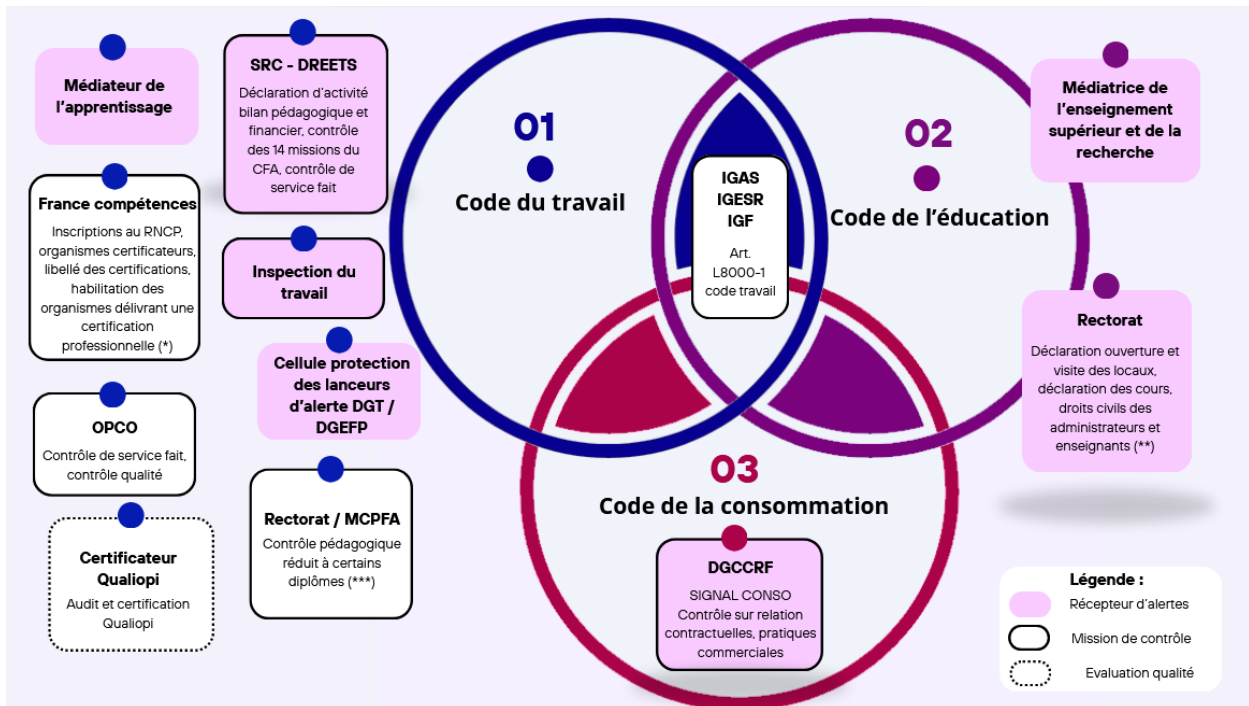 Médiateur de
l'apprentissage
SRC - DREETS
Déclaration d'activité
bilan pédagogique et
financier, contrôle
des 14 missions du
CFA, contrôle de
service fait
France compétences
Inscriptions au RNCP,
organismes certificateurs,
libellé des certifications,
habilitation des
organismes délivrant une
certification
professionnelle (*)
Inspection du
travail
Cellule protection
des lanceurs
d'alerte DGT /
DGEFP
OPCO
Contrôle de service fait,
contrôle qualité
Rectorat / MCPFA
Contrôle pédagogique
réduit à certains
diplômes (***)
Certificateur
Qualiopi
Audit et certification
Qualiopi
01
Code du travail
IGAS
IGESR
IGF
Art.
L8000-1
code travail
02
Code de l'éducation
03
Code de la consommation
DGCCRF
SIGNAL CONSO
Contrôle sur relation
contractuelles, pratiques
commerciales
Médiatrice de
l'enseignement
supérieur et de la
recherche
Rectorat
Déclaration ouverture et
visite des locaux,
déclaration des cours,
droits civils des
administrateurs et
enseignants (**)
Légende :
Récepteur d'alertes
Mission de contrôle
Evaluation qualité